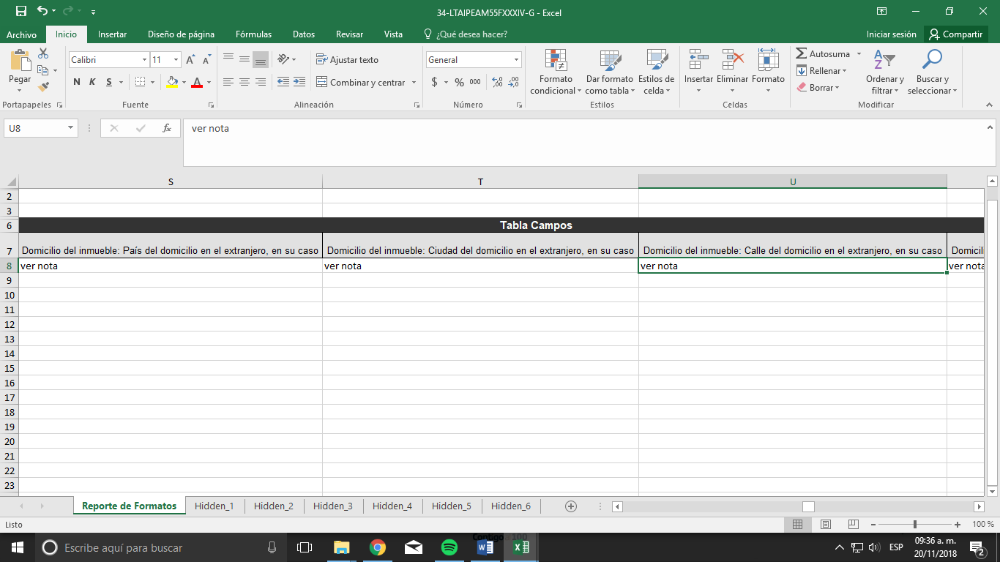 34-LTAIPEAM55FXXXIV-G - Excel
Archivo Inicio Insertar Diseño de página Fórmulas Datos Revisar Vista ¿Qué desea hacer? Iniciar sesión Compartir
Pegar
Calibri 11
N K S
Ajustar texto
Combinar y centrar
General
$ % 000
Formato condicional
Dar formato como tabla
Estilos de celda
Insertar Eliminar Formato
Autosuma
Rellenar
Borrar
Ordenar y filtrar
Buscar y seleccionar
Portapapeles Fuente Alineación Número Estilos Celdas Modificar
U8 fx ver nota
S T U
2
3
6 Tabla Campos
7 Domicilio del inmueble: País del domicilio en el extranjero, en su caso Domicilio del inmueble: Ciudad del domicilio en el extranjero, en su caso Domicilio del inmueble: Calle del domicilio en el extranjero, en su caso Domicil
8 ver nota ver nota ver nota ver nota
9
10
11
12
13
14
15
16
17
18
19
20
21
22
23
Reporte de Formatos Hidden_1 Hidden_2 Hidden_3 Hidden_4 Hidden_5 Hidden_6
Listo 100 %
Escribe aquí para buscar
ESP
09:36 a. m.
20/11/2018
2